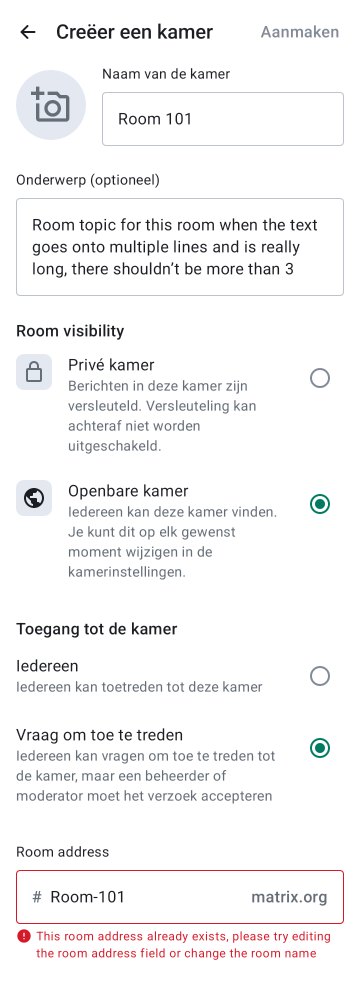 Creëer een kamer
Aanmaken
Naam van de kamer
Room 101
Onderwerp (optioneel)
Room topic for this room when the text
goes onto multiple lines and is really
long, there shouldn’t be more than 3
Room visibility
Privé kamer
Berichten in deze kamer zijn
versleuteld. Versleuteling kan
achteraf niet worden
uitgeschakeld.
Openbare kamer
Iedereen kan deze kamer vinden.
Je kunt dit op elk gewenst
moment wijzigen in de
kamerinstellingen.
Toegang tot de kamer
Iedereen
Iedereen kan toetreden tot deze kamer
Vraag om toe te treden
Iedereen kan vragen om toe te treden tot
de kamer, maar een beheerder of
moderator moet het verzoek accepteren
Room address
# Room-101 matrix.org
This room address already exists, please try editing
the room address field or change the room name